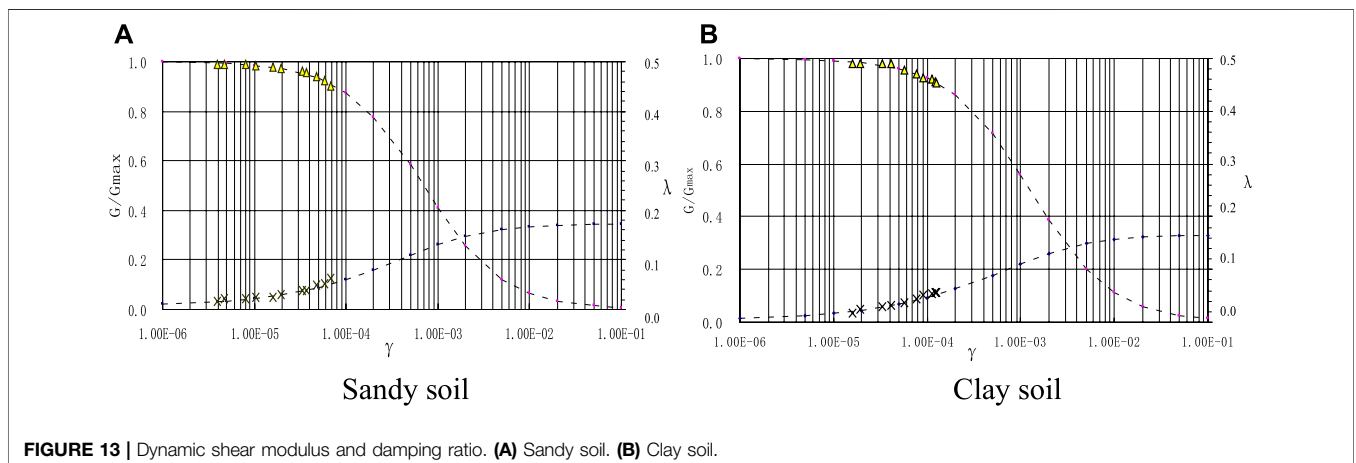 A
1.0
0.8
0.6
0.4
0.2
0.0
G/Gmax
0.5
0.4
0.3
0.2
0.1
0.0
λ
1.00E-06 1.00E-05 1.00E-04 1.00E-03 1.00E-02 1.00E-01
γ
Sandy soil
B
1.0
0.8
0.6
0.4
0.2
0.0
G/Gmax
0.5
0.4
0.3
0.2
0.1
0.0
λ
1.00E-06 1.00E-05 1.00E-04 1.00E-03 1.00E-02 1.00E-01
γ
Clay soil
FIGURE 13 | Dynamic shear modulus and damping ratio. (A) Sandy soil. (B) Clay soil.